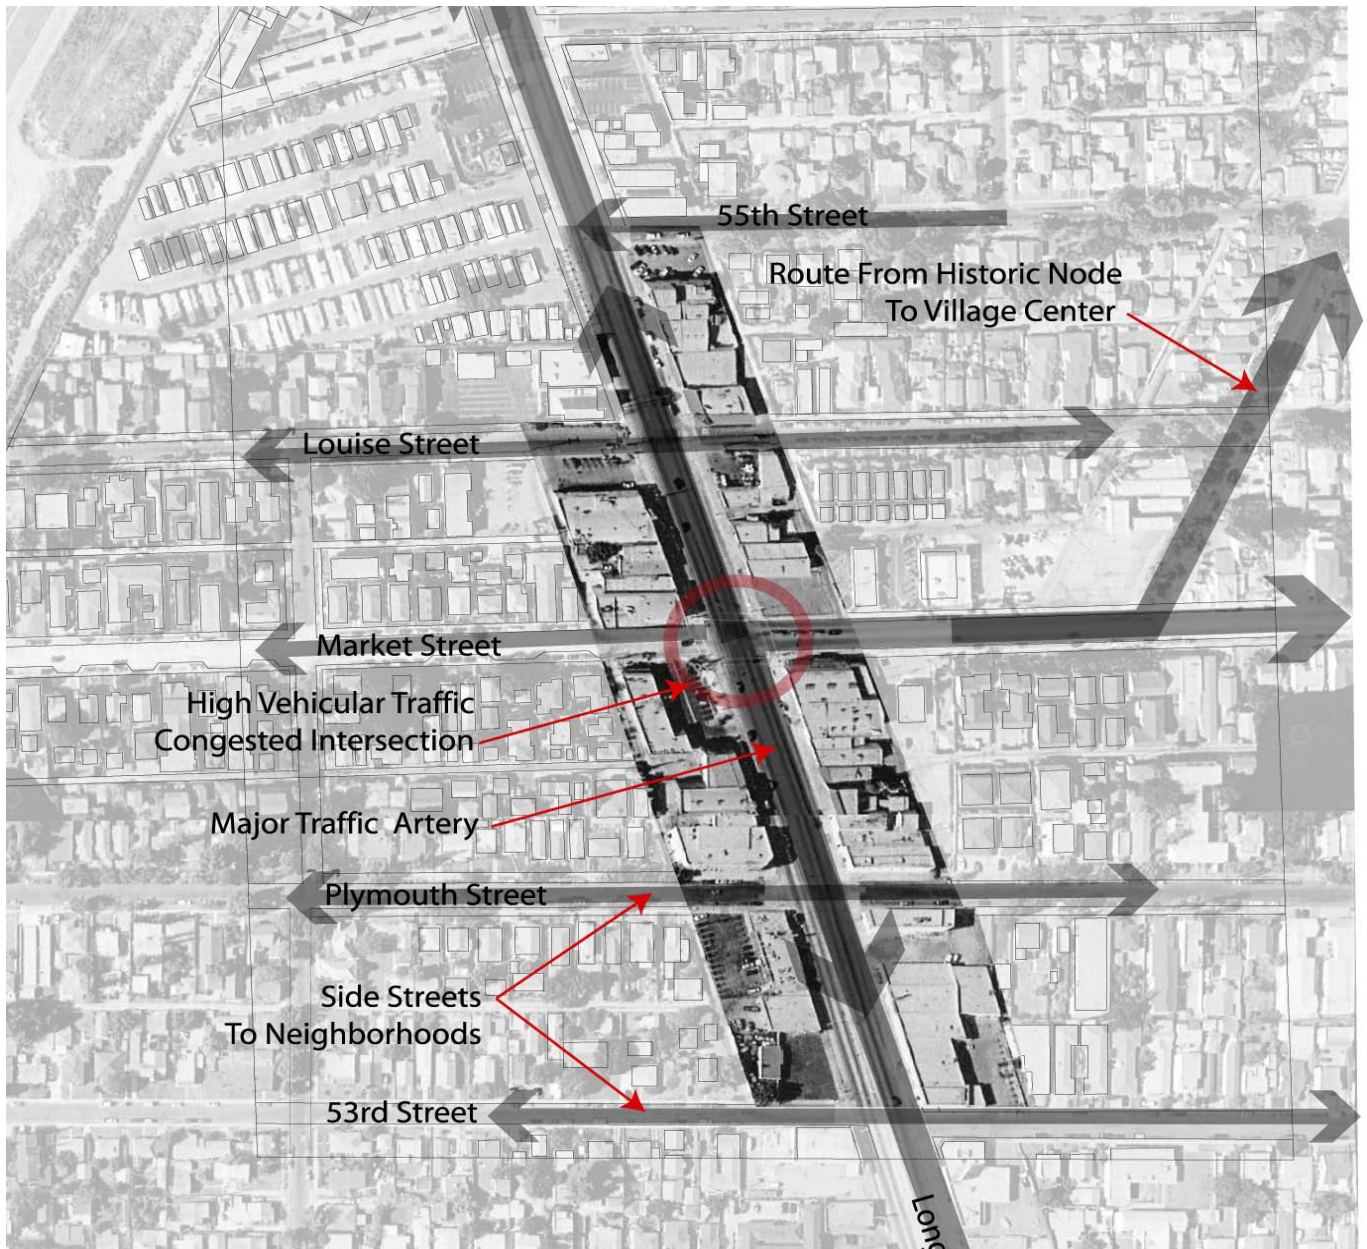 55th Street
Route From Historic Node
To Village Center
Louise Street
Market Street
High Vehicular Traffic
Congested Intersection
Major Traffic Artery
Plymouth Street
Side Streets
To Neighborhoods
53rd Street
Long